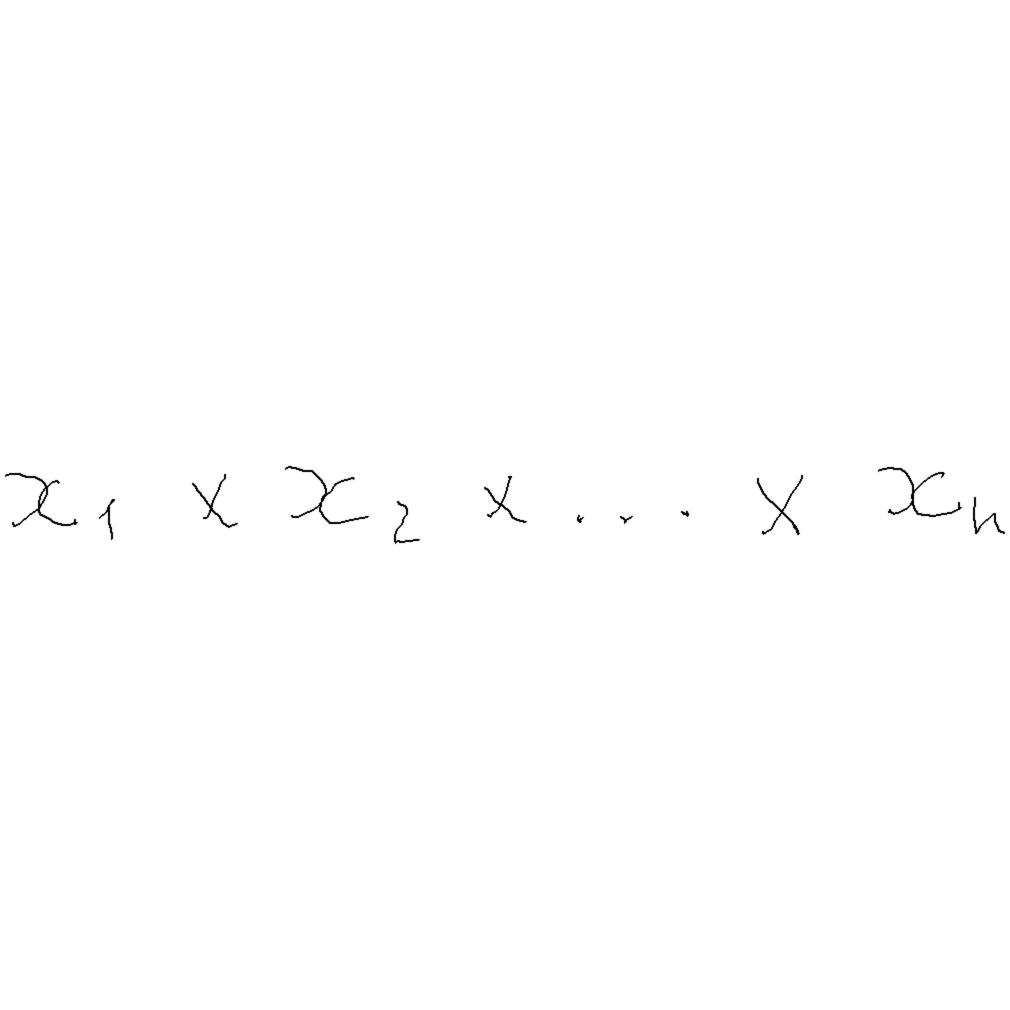 x₁ × x₂ × ... × xₙ